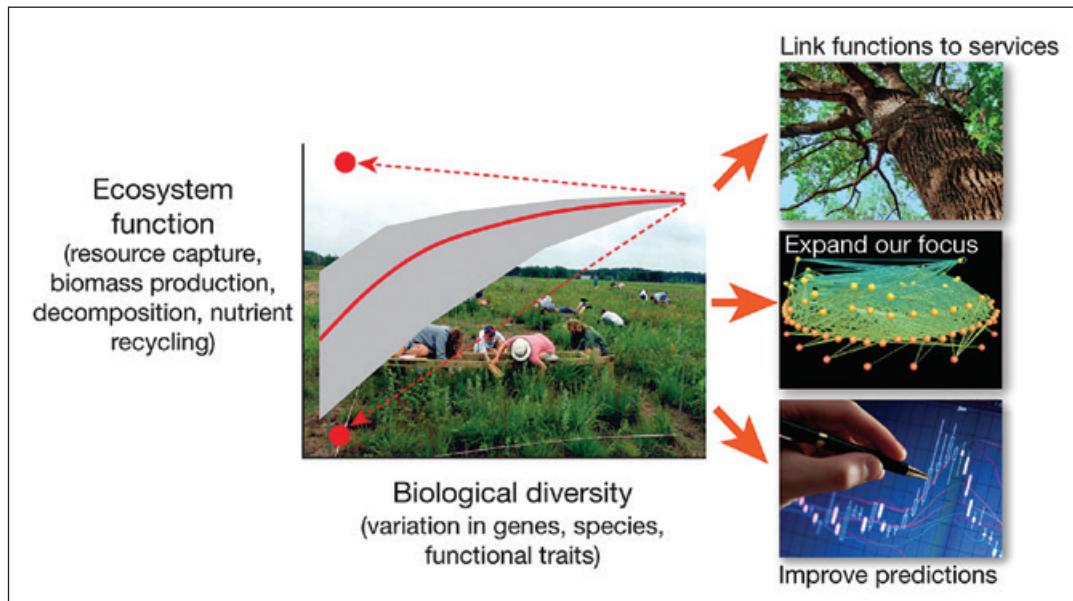 Link functions to services
Ecosystem
function
(resource capture,
biomass production,
decomposition, nutrient
recycling)
Expand our focus
Biological diversity
(variation in genes, species,
functional traits)
Improve predictions